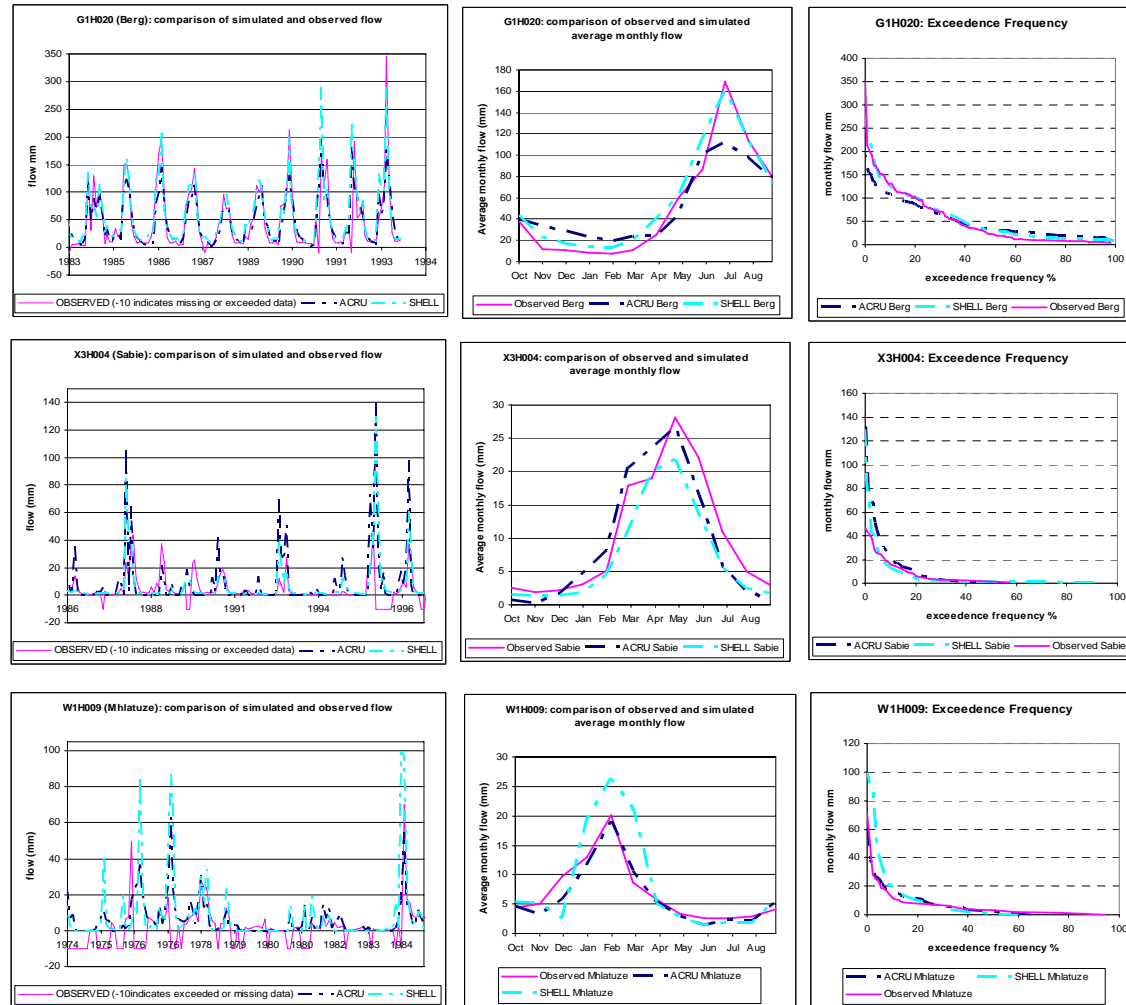 G1H020 (Berg): comparison of simulated and observed flow
350
300
250
200
150
100
50
0
-50
flow mm
1983 1985 1986 1987 1989 1990 1991 1993 1994
OBSERVED (-10 indicates missing or exceeded data) ACRU SHELL
G1H020: comparison of observed and simulated
average monthly flow
180
160
140
120
100
80
60
40
20
0
Average monthly flow (mm)
Oct Nov Dec Jan Feb Mar Apr May Jun Jul Aug
Observed Berg ACRU Berg SHELL Berg
G1H020: Exceedence Frequency
400
350
300
250
200
150
100
50
0
monthly flow mm
0 20 40 60 80 100
exceedence frequency %
ACRU Berg SHELL Berg Observed Berg
X3H004 (Sabie): comparison of simulated and observed flow
140
120
100
80
60
40
20
0
-20
flow (mm)
1986 1988 1991 1994 1996
OBSERVED (-10 indicates missing or exceeded data) ACRU SHELL
X3H004: comparison of observed and simulated
average monthly flow
30
25
20
15
10
5
0
Average monthly flow (mm)
Oct Nov Dec Jan Feb Mar Apr May Jun Jul Aug
Observed Sabie ACRU Sabie SHELL Sabie
X3H004: Exceedence Frequency
160
140
120
100
80
60
40
20
0
monthly flow mm
0 20 40 60 80 100
exceedence frequency %
ACRU Sabie SHELL Sabie Observed Sabie
W1H009 (Mhlatuze): comparison of simulated and observed flow
100
80
60
40
20
0
-20
flow (mm)
1974 1975 1976 1976 1978 1979 1980 1980 1982 1983 1984
OBSERVED (-10indicates exceeded or missing data) ACRU SHELL
W1H009: comparison of observed and simulated
average monthly flow
30
25
20
15
10
5
0
Average monthly flow (mm)
Oct Nov Dec Jan Feb Mar Apr May Jun Jul Aug
Observed Mhlatuze ACRU Mhlatuze
SHELL Mhlatuze
W1H009: Exceedence Frequency
120
100
80
60
40
20
0
monthly flow mm
0 20 40 60 80 100
exceedence frequency %
ACRU Mhlatuze SHELL Mhlatuze
Observed Mhlatuze